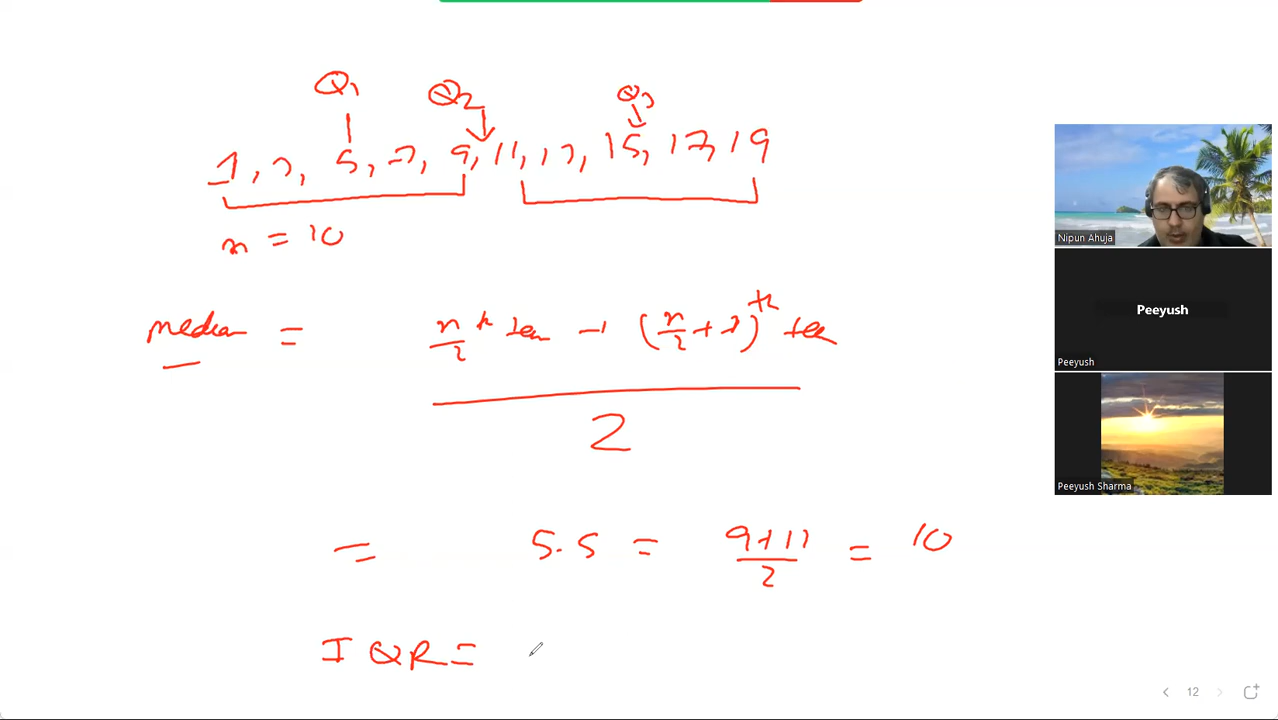 Q1 Q2 Q3
1, 3, 5, 7, 9, 11, 13, 15, 17, 19
n = 10
median = n/2 th term + (n/2 + 1)th term
2
= 5.5 = 9+11/2 = 10
IQR =
Nipun Ahuja
Peeyush
Peeyush
Peeyush Sharma
12